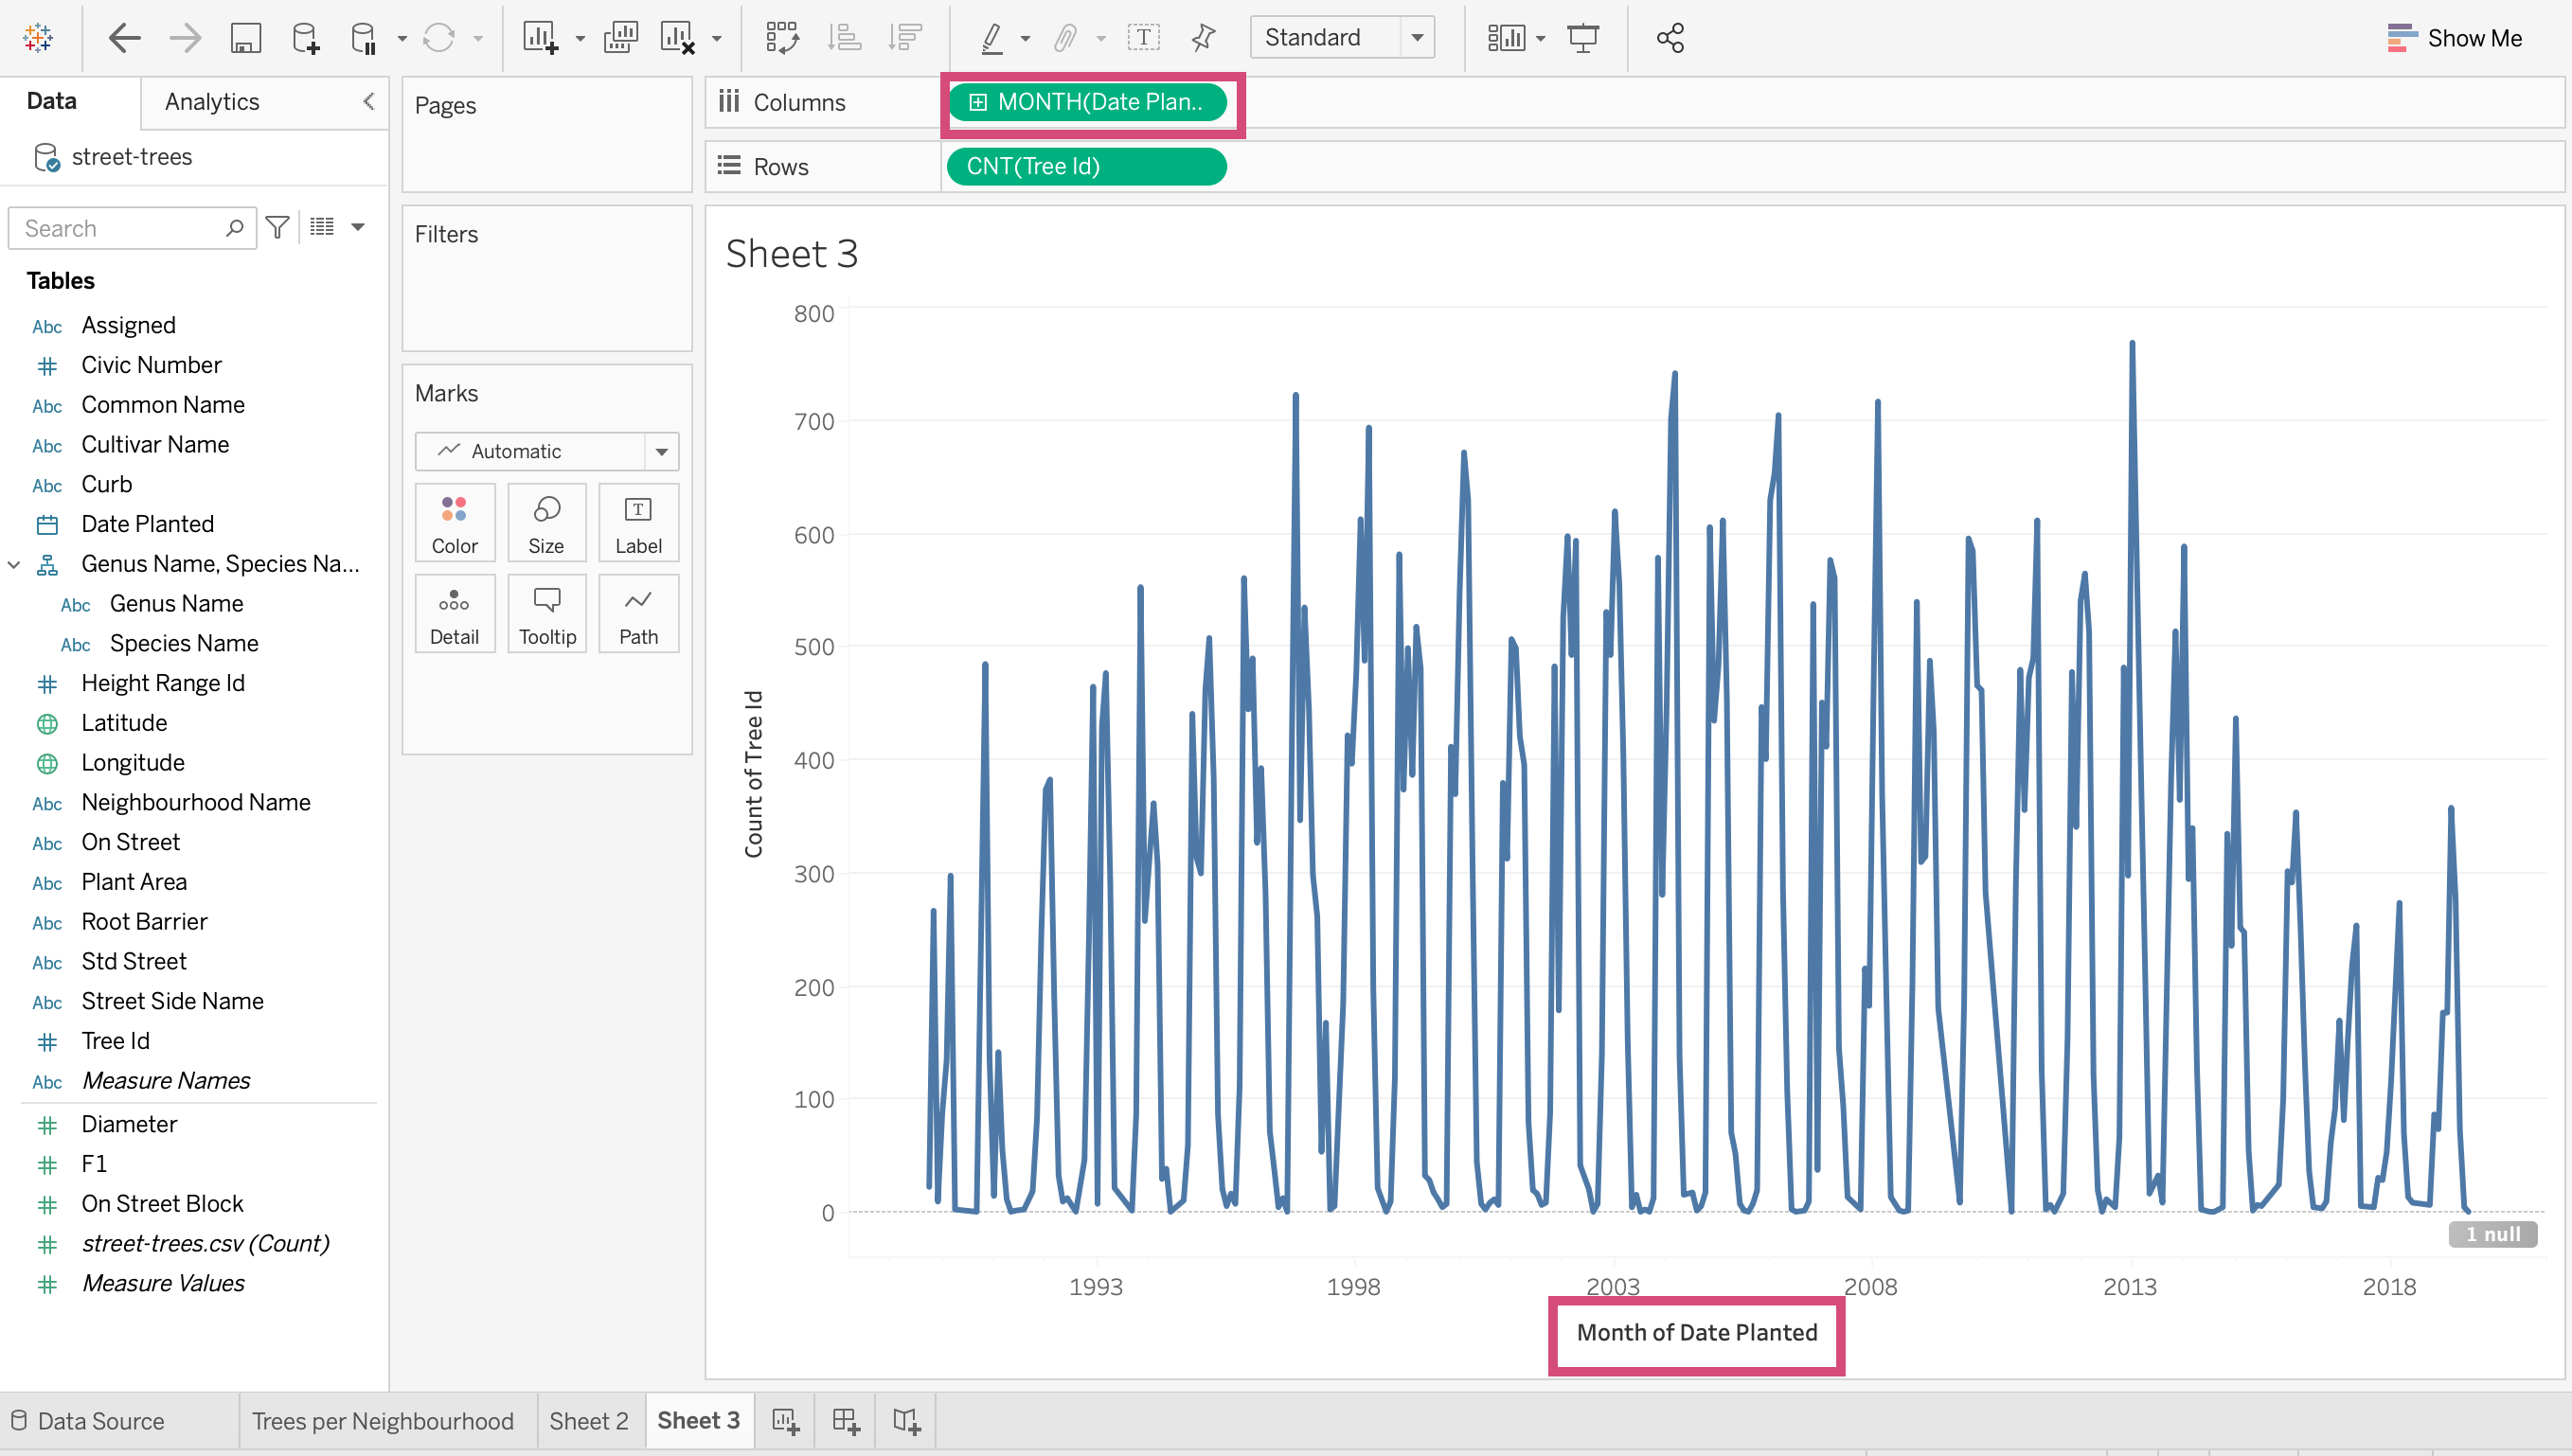 Standard
Show Me
Data
Analytics
street-trees
Search
Tables
Abc Assigned
Civic Number
Abc Common Name
Abc Cultivar Name
Abc Curb
Date Planted
Genus Name, Species Na...
Abc Genus Name
Abc Species Name
Height Range Id
Latitude
Longitude
Abc Neighbourhood Name
Abc On Street
Abc Plant Area
Abc Root Barrier
Abc Std Street
Abc Street Side Name
Tree Id
Abc Measure Names
Diameter
F1
On Street Block
street-trees.csv (Count)
Measure Values
Pages
Filters
Marks
Automatic
Color
Size
T
Label
Detail
Tooltip
Path
Columns
MONTH(Date Plan..
Rows
CNT(Tree Id)
Sheet 3
Count of Tree Id
800
700
600
500
400
300
200
100
0
1 null
1993
1998
2003
2008
2013
2018
Month of Date Planted
Data Source
Trees per Neighbourhood
Sheet 2
Sheet 3